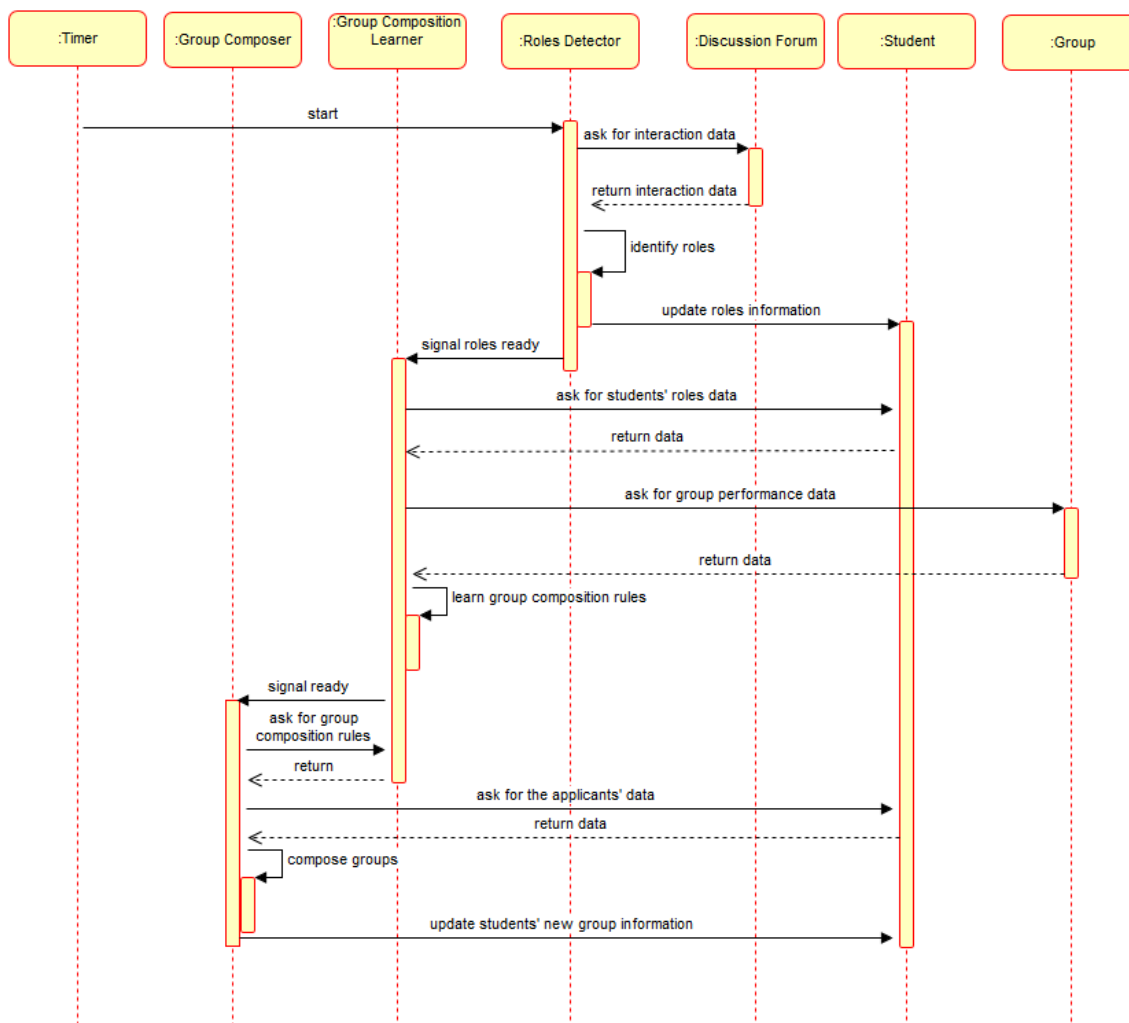 :Timer
:Group Composer
:Group Composition
Learner
:Roles Detector
:Discussion Forum
:Student
:Group
start
ask for interaction data
return interaction data
identify roles
update roles information
signal roles ready
ask for students' roles data
return data
ask for group performance data
return data
learn group composition rules
signal ready
ask for group
composition rules
return
ask for the applicants' data
return data
compose groups
update students' new group information